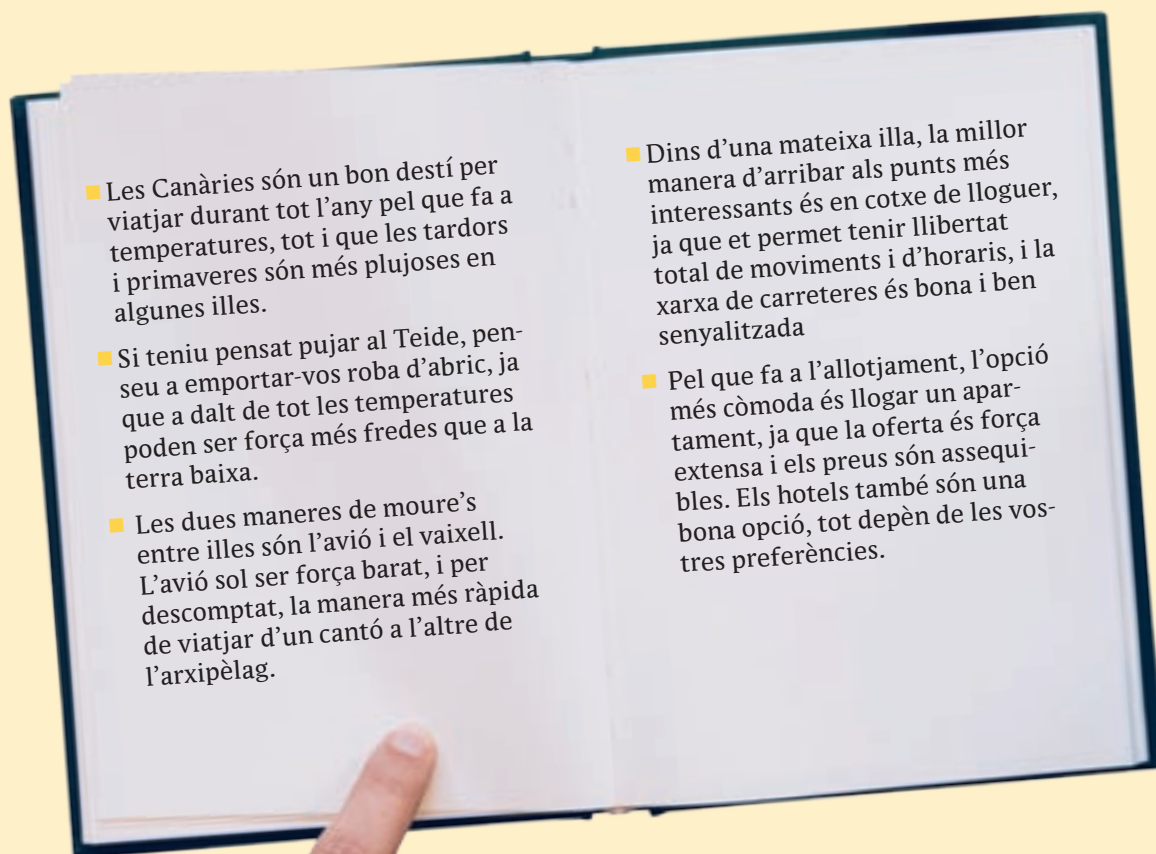 Les Canàries són un bon destí per
viatjar durant tot l’any pel que fa a
temperatures, tot i que les tardors
i primaveres són més plujoses en
algunes illes.
Si teniu pensat pujar al Teide, pen-
seu a emportar-vos roba d’abric, ja
que a dalt de tot les temperatures
poden ser força més fredes que a la
terra baixa.
Les dues maneres de moure’s
entre illes són l’avió i el vaixell.
L’avió sol ser força barat, i per
descomptat, la manera més ràpida
de viatjar d’un cantó a l’altre de
l’arxipèlag.
Dins d’una mateixa illa, la millor
manera d’arribar als punts més
interessants és en cotxe de lloguer,
ja que et permet tenir llibertat
total de moviments i d’horaris, i la
xarxa de carreteres és bona i ben
senyalitzada
Pel que fa a l’allotjament, l’opció
més còmoda és llogar un apar-
tament, ja que la oferta és força
extensa i els preus són assequi-
bles. Els hotels també són una
bona opció, tot depèn de les vos-
tres preferències.